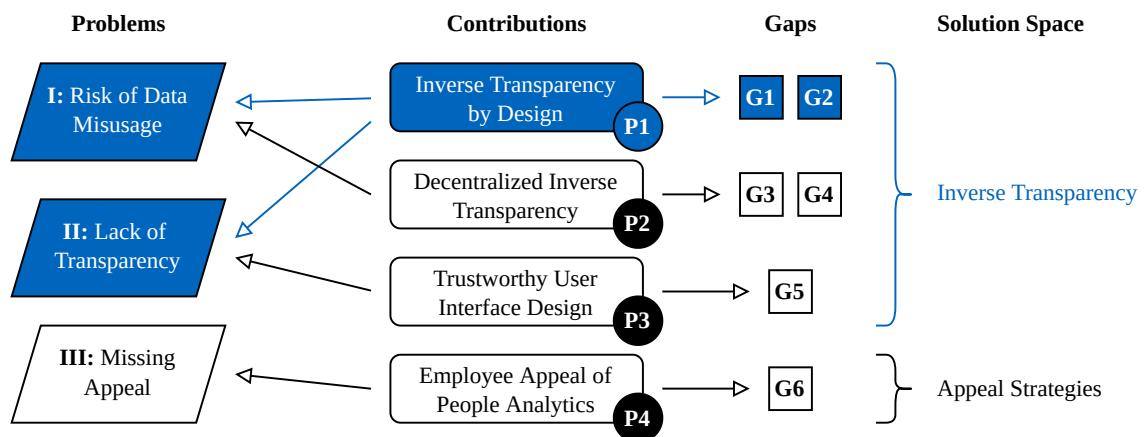 Problems
Contributions
Gaps
Solution Space
I: Risk of Data
Misusage
Inverse Transparency
by Design
P1
G1
G2
Decentralized Inverse
Transparency
P2
G3
G4
Inverse Transparency
II: Lack of
Transparency
Trustworthy User
Interface Design
P3
G5
III: Missing
Appeal
Employee Appeal of
People Analytics
P4
G6
Appeal Strategies